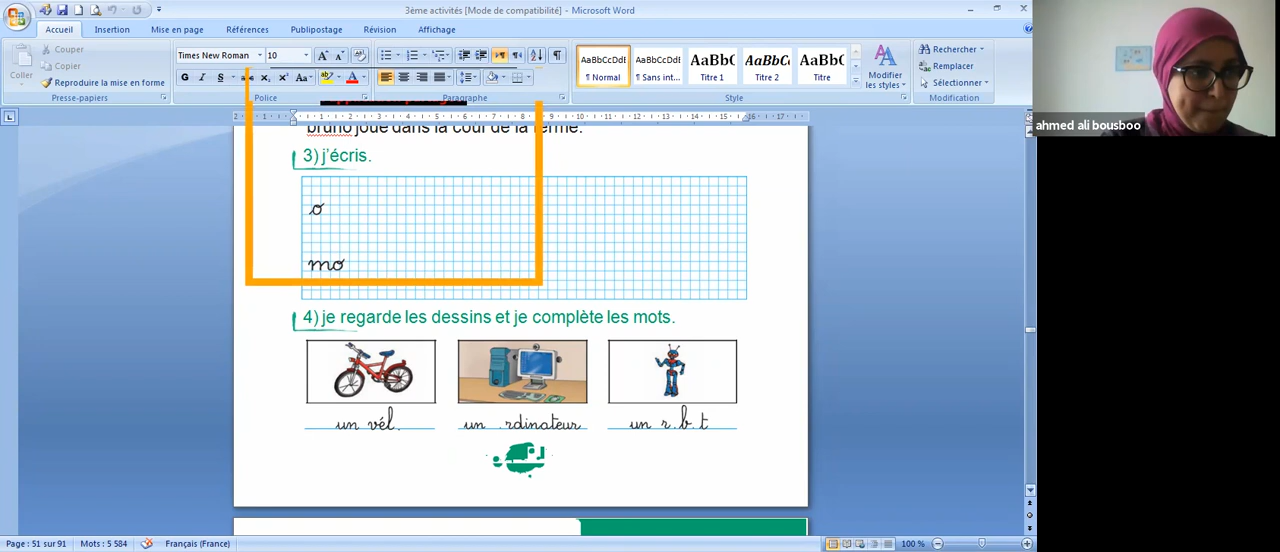 3ème activités [Mode de compatibilité] - Microsoft Word
Accueil Insertion Mise en page Références Publipostage Révision Affichage
Couper
Copier
Reproduire la mise en forme
Coller
Presse-papiers
Times New Roman 10
Police
Paragraphe
AaBbCcDdE AaBbCcDdE AaBbC AaBbCc AaBb(
¶ Normal ¶ Sans int... Titre 1 Titre 2 Titre
Style
Modifier
les styles
Rechercher
Remplacer
Sélectionner
Modification
ahmed ali bousboo
bruno joue dans la cour de la ferme.
3) j'écris.
o
mo
4) je regarde les dessins et je complète les mots.
un vél. un .rdinateur un r.b.t
Page : 51 sur 91 Mots : 5 584 Français (France) 100 %